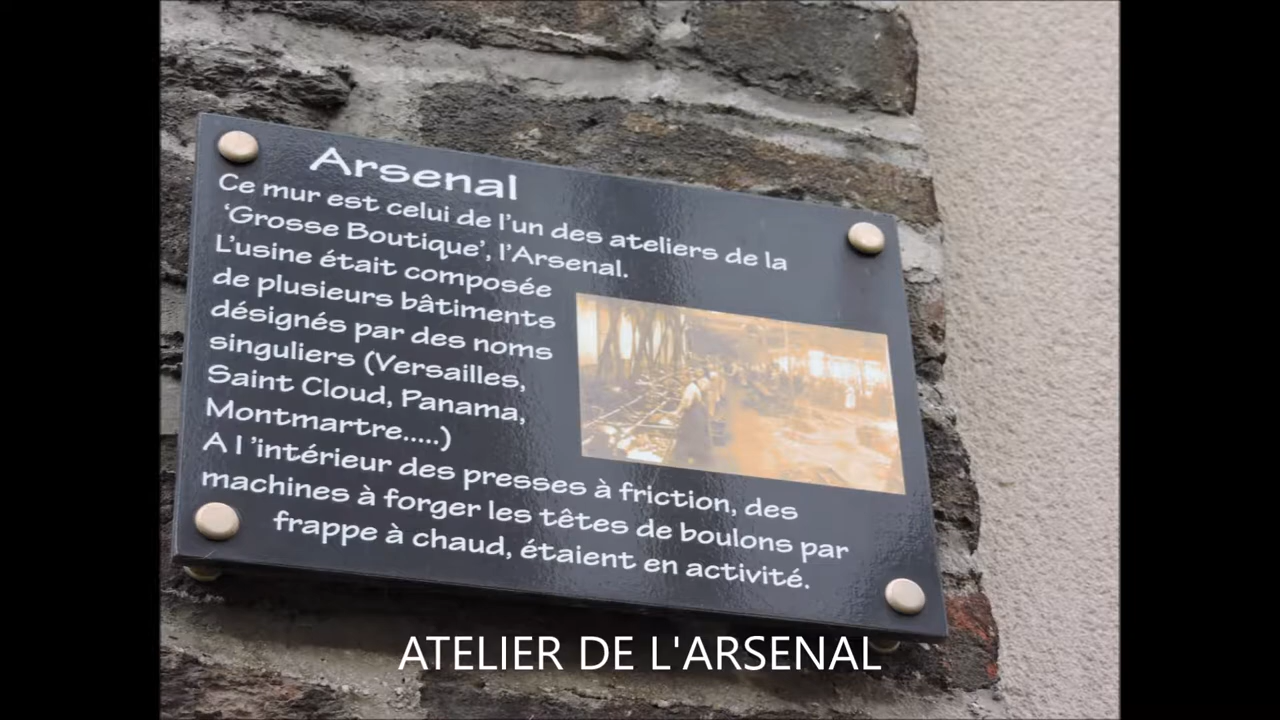 Arsenal
Ce mur est celui de l'un des ateliers de la
'Grosse Boutique', l'Arsenal.
L'usine était composée
de plusieurs bâtiments
désignés par des noms
singuliers (Versailles,
Saint Cloud, Panama,
Montmartre.....)
A l 'intérieur des presses à friction, des
machines à forger les têtes de boulons par
frappe à chaud, étaient en activité.
ATELIER DE L'ARSENAL